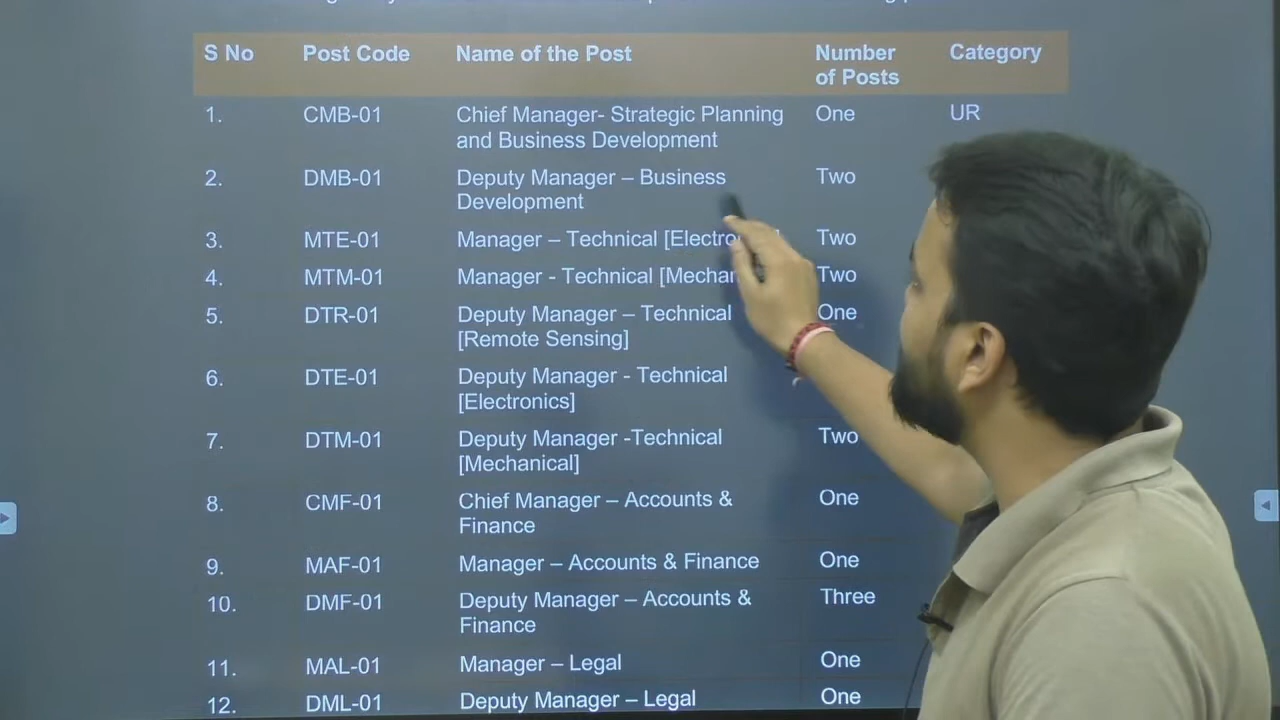 S No Post Code Name of the Post Number of Posts Category
1. CMB-01 Chief Manager- Strategic Planning One UR
and Business Development
2. DMB-01 Deputy Manager – Business Two
Development
3. MTE-01 Manager – Technical Two
4. MTM-01 Manager - Technical Two
5. DTR-01 Deputy Manager – Technical One
[Remote Sensing]
6. DTE-01 Deputy Manager - Technical
[Electronics]
7. DTM-01 Deputy Manager -Technical Two
[Mechanical]
8. CMF-01 Chief Manager – Accounts & One
Finance
9. MAF-01 Manager – Accounts & Finance One
10. DMF-01 Deputy Manager – Accounts & Three
Finance
11. MAL-01 Manager – Legal One
12. DML-01 Deputy Manager – Legal One